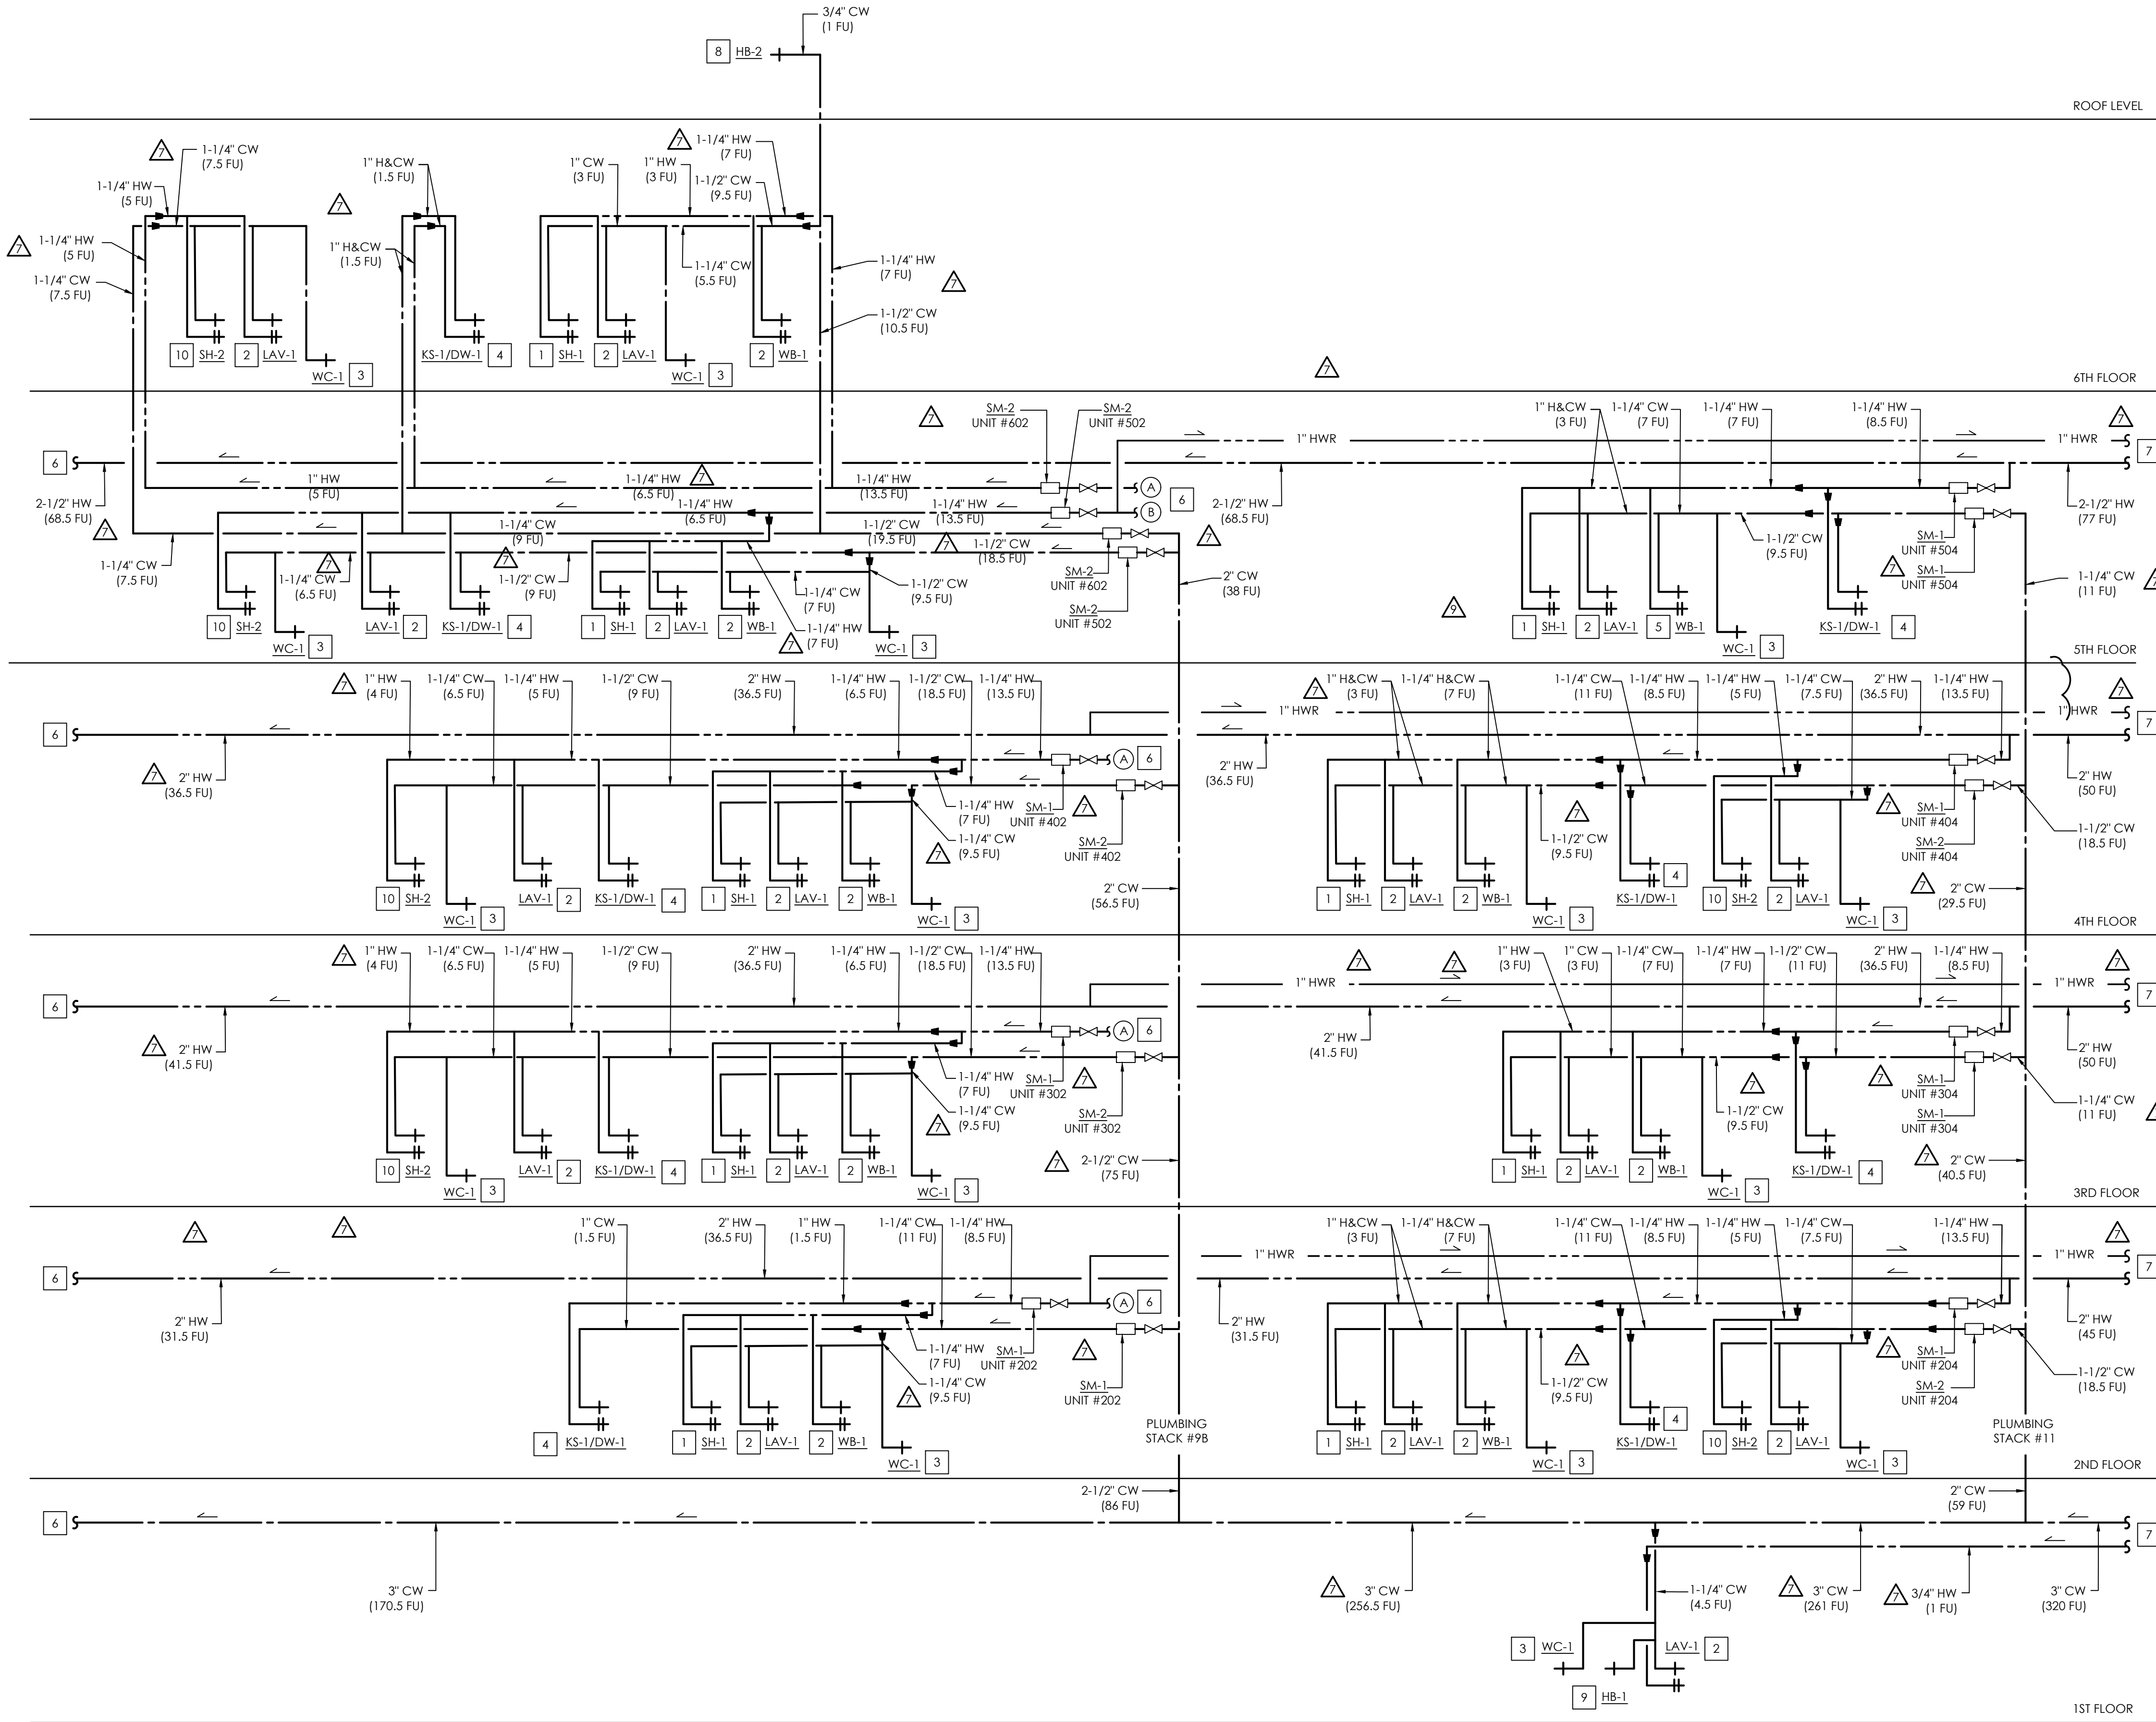 3/4" CW
(1 FU)
8 HB-2
ROOF LEVEL
7
1-1/4" CW
(7.5 FU)
1-1/4" HW
(5 FU)
7
1" H&CW
(1.5 FU)
1" CW
(3 FU)
1" HW
(3 FU)
7
1-1/4" HW
(7 FU)
1-1/2" CW
(9.5 FU)
7
1-1/4" HW
(5 FU)
1-1/4" CW
(7.5 FU)
1" H&CW
(1.5 FU)
1-1/4" CW
(5.5 FU)
1-1/4" HW
(7 FU)
7
1-1/2" CW
(10.5 FU)
10 SH-2 2 LAV-1 KS-1/DW-1 4 1 SH-1 2 LAV-1 2 WB-1
WC-1 3 WC-1 3
7
6TH FLOOR
7
SM-2
UNIT #602
SM-2
UNIT #502
1" H&CW
(3 FU)
1-1/4" CW
(7 FU)
1-1/4" HW
(7 FU)
1-1/4" HW
(8.5 FU)
7
1" HWR 1" HWR
6 7
1" HW
(5 FU)
1-1/4" HW
(6.5 FU)
7
1-1/4" HW
(13.5 FU)
A
6
2-1/2" HW
(68.5 FU)
7
1-1/4" HW
(6.5 FU)
1-1/4" HW
(13.5 FU)
B
2-1/2" HW
(68.5 FU)
2-1/2" HW
(77 FU)
1-1/4" CW
(9 FU)
1-1/2" CW
(19.5 FU)
7
1-1/2" CW
(18.5 FU)
7
1-1/2" CW
(9.5 FU)
SM-1
UNIT #504
7
SM-1
UNIT #504
1-1/4" CW
(7.5 FU)
1-1/4" CW
(6.5 FU)
7
1-1/2" CW
(9 FU)
7
1-1/4" CW
(7 FU)
1-1/2" CW
(9.5 FU)
SM-2
UNIT #602
SM-2
UNIT #502
2" CW
(38 FU)
1-1/4" CW
(11 FU)
7
9
1-1/4" HW
(7 FU)
7
10 SH-2 LAV-1 2 KS-1/DW-1 4 1 SH-1 2 LAV-1 2 WB-1
WC-1 3 WC-1 3
1 SH-1 2 LAV-1 5 WB-1 KS-1/DW-1 4
WC-1 3
5TH FLOOR
7
1" HW
(4 FU)
1-1/4" CW
(6.5 FU)
1-1/4" HW
(5 FU)
1-1/2" CW
(9 FU)
2" HW
(36.5 FU)
1-1/4" HW
(6.5 FU)
1-1/2" CW
(18.5 FU)
1-1/4" HW
(13.5 FU)
7
1" H&CW
(3 FU)
1-1/4" H&CW
(7 FU)
1-1/4" CW
(11 FU)
1-1/4" HW
(8.5 FU)
1-1/4" HW
(5 FU)
1-1/4" CW
(7.5 FU)
2" HW
(36.5 FU)
1-1/4" HW
(13.5 FU)
7
1" HWR 1" HWR
6 7
A 6
7
2" HW
(36.5 FU)
2" HW
(36.5 FU)
2" HW
(50 FU)
1-1/4" HW
(7 FU)
SM-1
UNIT #402
7
1-1/4" CW
(9.5 FU)
7
SM-2
UNIT #402
7
1-1/2" CW
(9.5 FU)
7
SM-1
UNIT #404
SM-2
UNIT #404
1-1/2" CW
(18.5 FU)
2" CW
(56.5 FU)
7
2" CW
(29.5 FU)
10 SH-2 LAV-1 2 KS-1/DW-1 4 1 SH-1 2 LAV-1 2 WB-1
WC-1 3 WC-1 3
1 SH-1 2 LAV-1 2 WB-1 4 KS-1/DW-1 10 SH-2 2 LAV-1
WC-1 3 WC-1 3
4TH FLOOR
7
1" HW
(4 FU)
1-1/4" CW
(6.5 FU)
1-1/4" HW
(5 FU)
1-1/2" CW
(9 FU)
2" HW
(36.5 FU)
1-1/4" HW
(6.5 FU)
1-1/2" CW
(18.5 FU)
1-1/4" HW
(13.5 FU)
7
7
1" HW
(3 FU)
1" CW
(3 FU)
1-1/4" CW
(7 FU)
1-1/4" HW
(7 FU)
1-1/2" CW
(11 FU)
2" HW
(36.5 FU)
1-1/4" HW
(8.5 FU)
7
1" HWR 1" HWR
6 7
A 6
7
2" HW
(41.5 FU)
2" HW
(41.5 FU)
2" HW
(50 FU)
1-1/4" HW
(7 FU)
SM-1
UNIT #302
7
1-1/4" CW
(9.5 FU)
7
SM-2
UNIT #302
7
1-1/2" CW
(9.5 FU)
7
SM-1
UNIT #304
SM-1
UNIT #304
1-1/4" CW
(11 FU)
7
7
2-1/2" CW
(75 FU)
7
2" CW
(40.5 FU)
10 SH-2 LAV-1 2 KS-1/DW-1 4 1 SH-1 2 LAV-1 2 WB-1
WC-1 3 WC-1 3
1 SH-1 2 LAV-1 2 WB-1 KS-1/DW-1 4
WC-1 3
3RD FLOOR
7
7
1" CW
(1.5 FU)
2" HW
(36.5 FU)
1" HW
(1.5 FU)
1-1/4" CW
(11 FU)
1-1/4" HW
(8.5 FU)
1" H&CW
(3 FU)
1-1/4" H&CW
(7 FU)
1-1/4" CW
(11 FU)
1-1/4" HW
(8.5 FU)
1-1/4" HW
(5 FU)
1-1/4" CW
(7.5 FU)
1-1/4" HW
(13.5 FU)
7
1" HWR 1" HWR
6 7
A 6
2" HW
(31.5 FU)
2" HW
(31.5 FU)
2" HW
(45 FU)
1-1/4" HW
(7 FU)
SM-1
UNIT #202
7
1-1/4" CW
(9.5 FU)
7
SM-1
UNIT #202
7
1-1/2" CW
(9.5 FU)
7
SM-1
UNIT #204
SM-2
UNIT #204
1-1/2" CW
(18.5 FU)
PLUMBING
STACK #9B
PLUMBING
STACK #11
4 KS-1/DW-1 1 SH-1 2 LAV-1 2 WB-1
WC-1 3
1 SH-1 2 LAV-1 2 WB-1 4 KS-1/DW-1 10 SH-2 2 LAV-1
WC-1 3 WC-1 3
2ND FLOOR
2-1/2" CW
(86 FU)
2" CW
(59 FU)
6 7
3" CW
(170.5 FU)
7
3" CW
(256.5 FU)
1-1/4" CW
(4.5 FU)
7
3" CW
(261 FU)
7
3/4" HW
(1 FU)
3" CW
(320 FU)
3 WC-1 LAV-1 2
9 HB-1
1ST FLOOR